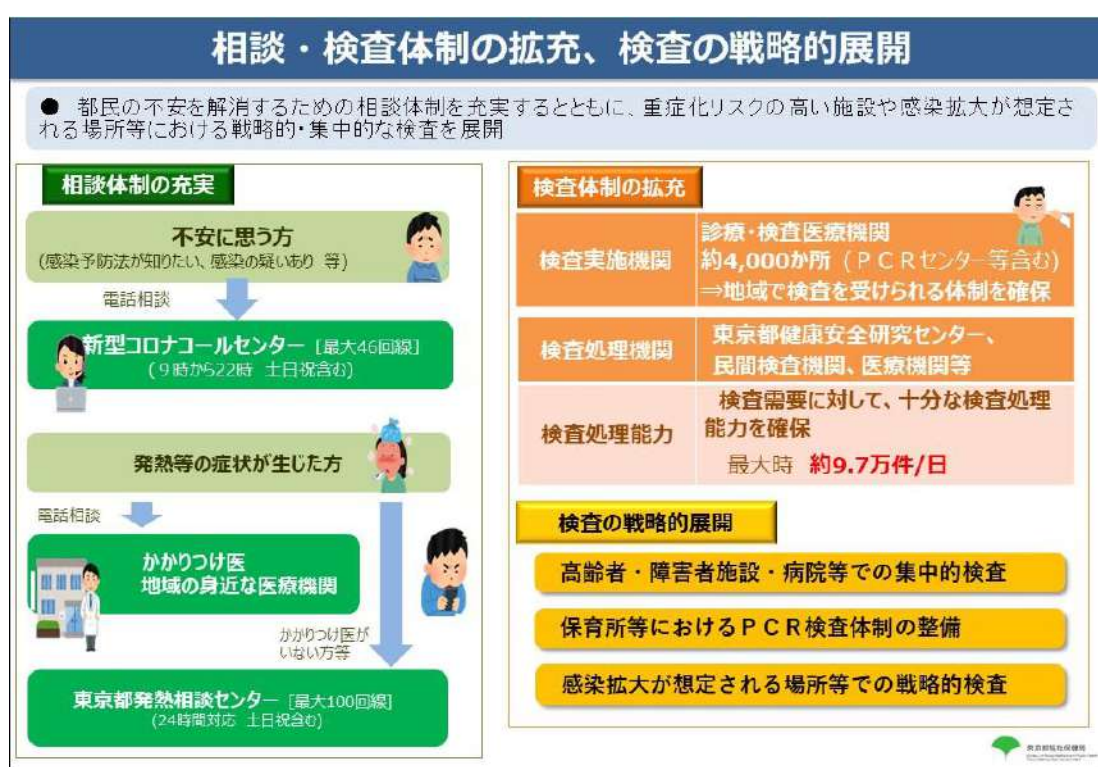 相談・検査体制の拡充、検査の戦略的展開
● 都民の不安を解消するための相談体制を充実するとともに、重症化リスクの高い施設や感染拡大が想定さ
れる場所等における戦略的・集中的な検査を展開
相談体制の充実
不安に思う方
(感染予防法が知りたい、感染の疑いあり 等)
電話相談
新型コロナコールセンター [最大46回線]
(9時から22時 土日祝含む)
発熱等の症状が生じた方
電話相談
かかりつけ医
地域の身近な医療機関
かかりつけ医が
いない方等
東京都発熱相談センター [最大100回線]
(24時間対応 土日祝含む)
検査体制の拡充
検査実施機関
診療・検査医療機関
約4,000か所 (PCRセンター等含む)
⇒地域で検査を受けられる体制を確保
検査処理機関
東京都健康安全研究センター、
民間検査機関、医療機関等
検査処理能力
検査需要に対して、十分な検査処理
能力を確保
最大時 約9.7万件/日
検査の戦略的展開
高齢者・障害者施設・病院等での集中的検査
保育所等におけるPCR検査体制の整備
感染拡大が想定される場所等での戦略的検査
東京都福祉保健局